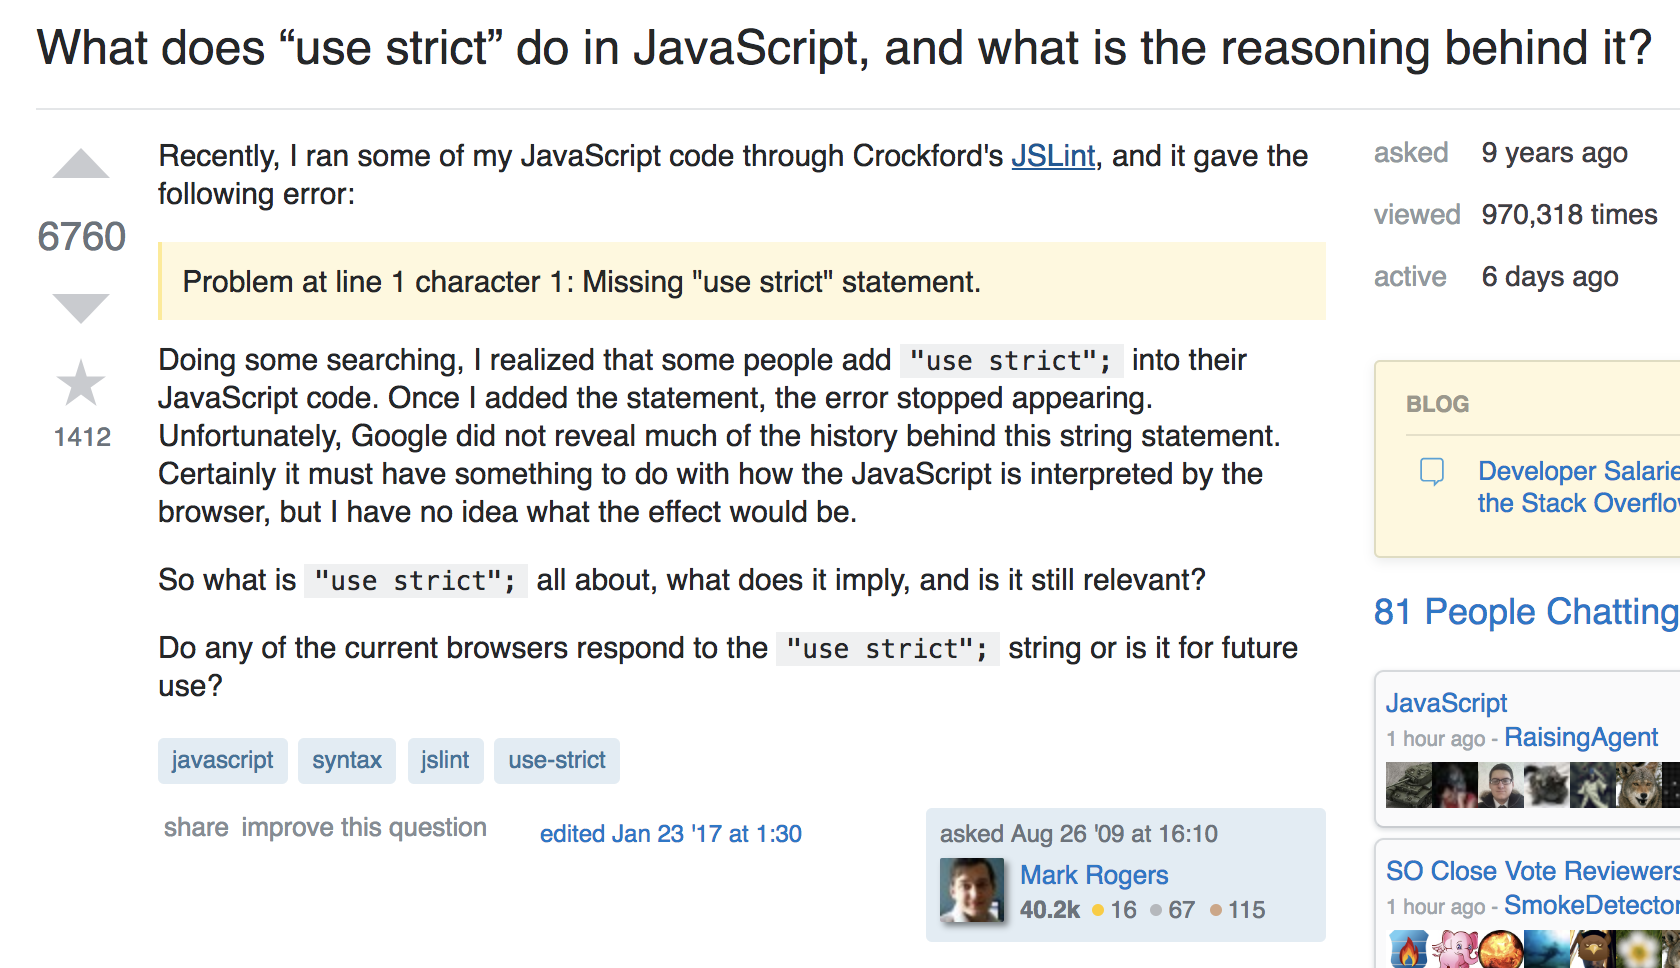 What does “use strict” do in JavaScript, and what is the reasoning behind it?
6760
1412
Recently, I ran some of my JavaScript code through Crockford's JSLint, and it gave the
following error:
Problem at line 1 character 1: Missing "use strict" statement.
Doing some searching, I realized that some people add "use strict"; into their
JavaScript code. Once I added the statement, the error stopped appearing.
Unfortunately, Google did not reveal much of the history behind this string statement.
Certainly it must have something to do with how the JavaScript is interpreted by the
browser, but I have no idea what the effect would be.
So what is "use strict"; all about, what does it imply, and is it still relevant?
Do any of the current browsers respond to the "use strict"; string or is it for future
use?
javascript syntax jslint use-strict
share improve this question
edited Jan 23 '17 at 1:30
asked Aug 26 '09 at 16:10
Mark Rogers
40.2k 16 67 115
asked 9 years ago
viewed 970,318 times
active 6 days ago
BLOG
Developer Salarie
the Stack Overflo
81 People Chatting
JavaScript
1 hour ago - RaisingAgent
SO Close Vote Reviewers
1 hour ago - SmokeDetector